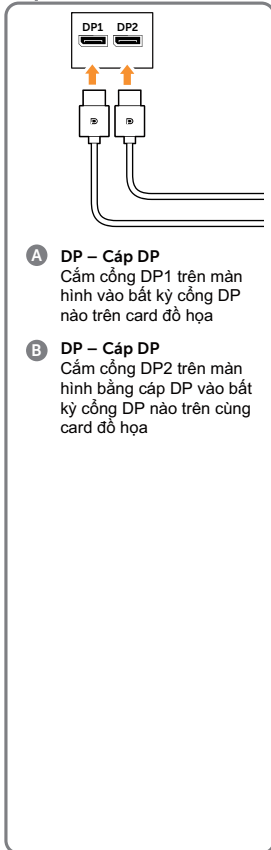 DP1 DP2
A DP – Cáp DP
Cắm cổng DP1 trên màn
hình vào bất kỳ cổng DP
nào trên card đồ họa
B DP – Cáp DP
Cắm cổng DP2 trên màn
hình bằng cáp DP vào bất
kỳ cổng DP nào trên cùng
card đồ họa